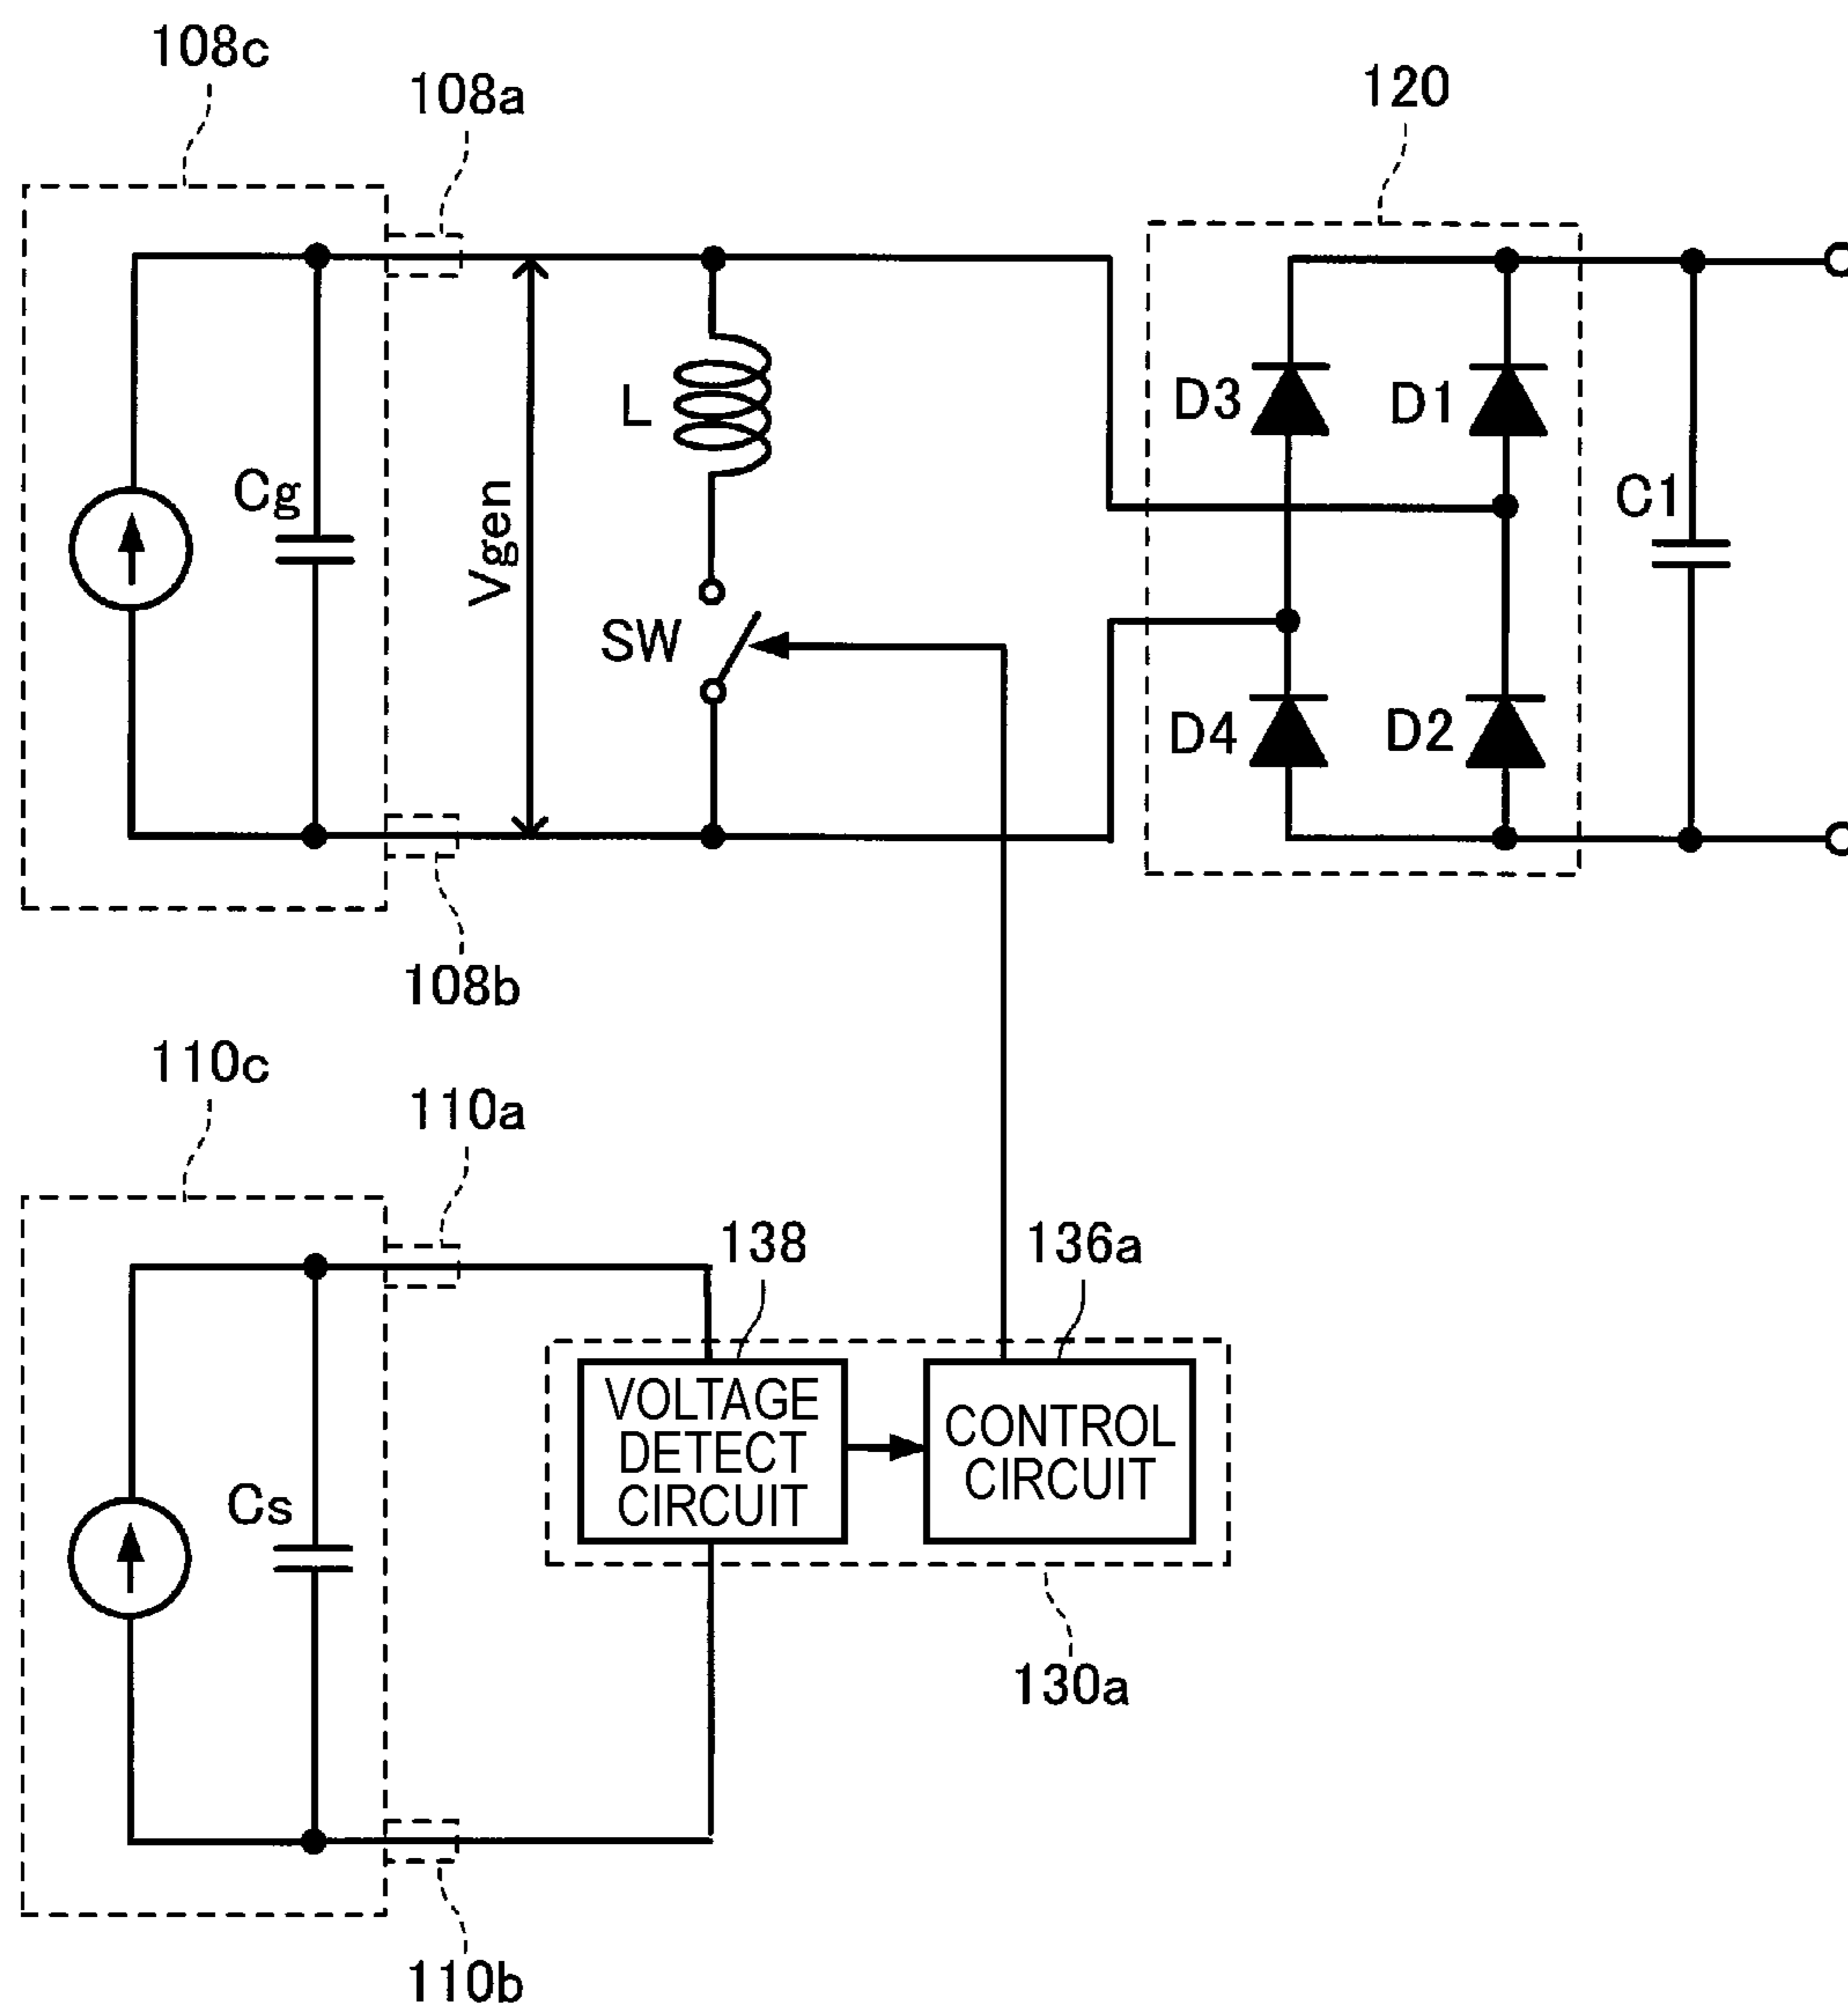 108c
108a
120
D3
D1
L
Cg
C1
Vgen
SW
D4
D2
108b
110c
110a
138
136a
VOLTAGE
DETECT
CIRCUIT
CONTROL
CIRCUIT
Cs
130a
110b